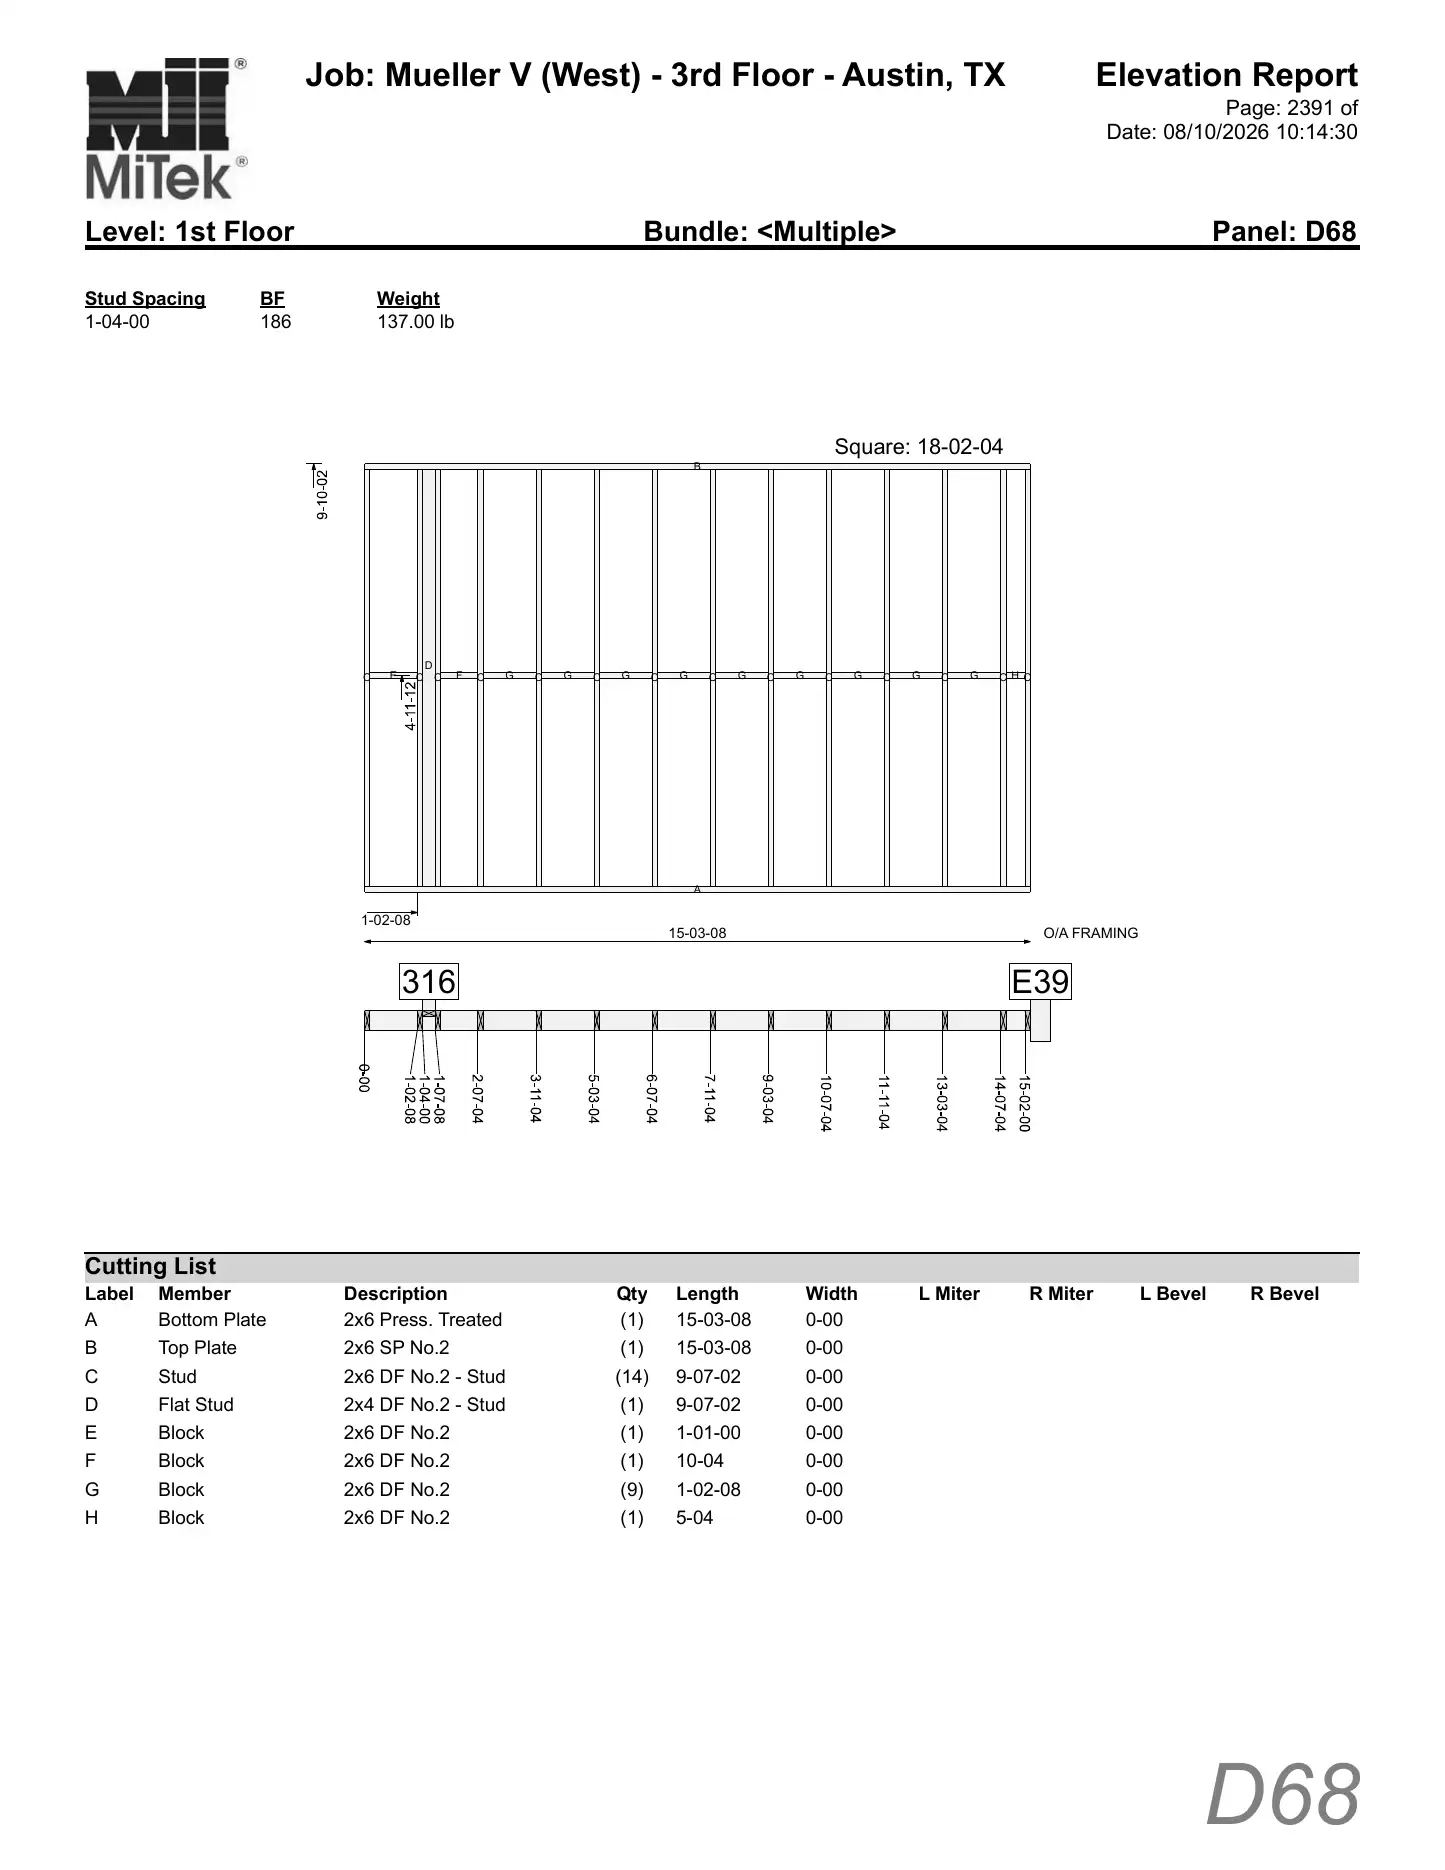 Job: Mueller V (West) - 3rd Floor - Austin, TX
Elevation Report
Page: 2391 of
Date: 08/10/2026 10:14:30
MiTek®
Level: 1st Floor Bundle: <Multiple> Panel: D68
Stud Spacing BF Weight
1-04-00 186 137.00 lb
Square: 18-02-04
B
9-10-02
D
E F G G G G G G G G G H
4-11-12
A
1-02-08
15-03-08 O/A FRAMING
316 E39
0-00 1-02-08 1-04-00 1-07-08 2-07-04 3-11-04 5-03-04 6-07-04 7-11-04 9-03-04 10-07-04 11-11-04 13-03-04 14-07-04 15-02-00
Cutting List
Label Member Description Qty Length Width L Miter R Miter L Bevel R Bevel
A Bottom Plate 2x6 Press. Treated (1) 15-03-08 0-00
B Top Plate 2x6 SP No.2 (1) 15-03-08 0-00
C Stud 2x6 DF No.2 - Stud (14) 9-07-02 0-00
D Flat Stud 2x4 DF No.2 - Stud (1) 9-07-02 0-00
E Block 2x6 DF No.2 (1) 1-01-00 0-00
F Block 2x6 DF No.2 (1) 10-04 0-00
G Block 2x6 DF No.2 (9) 1-02-08 0-00
H Block 2x6 DF No.2 (1) 5-04 0-00
D68